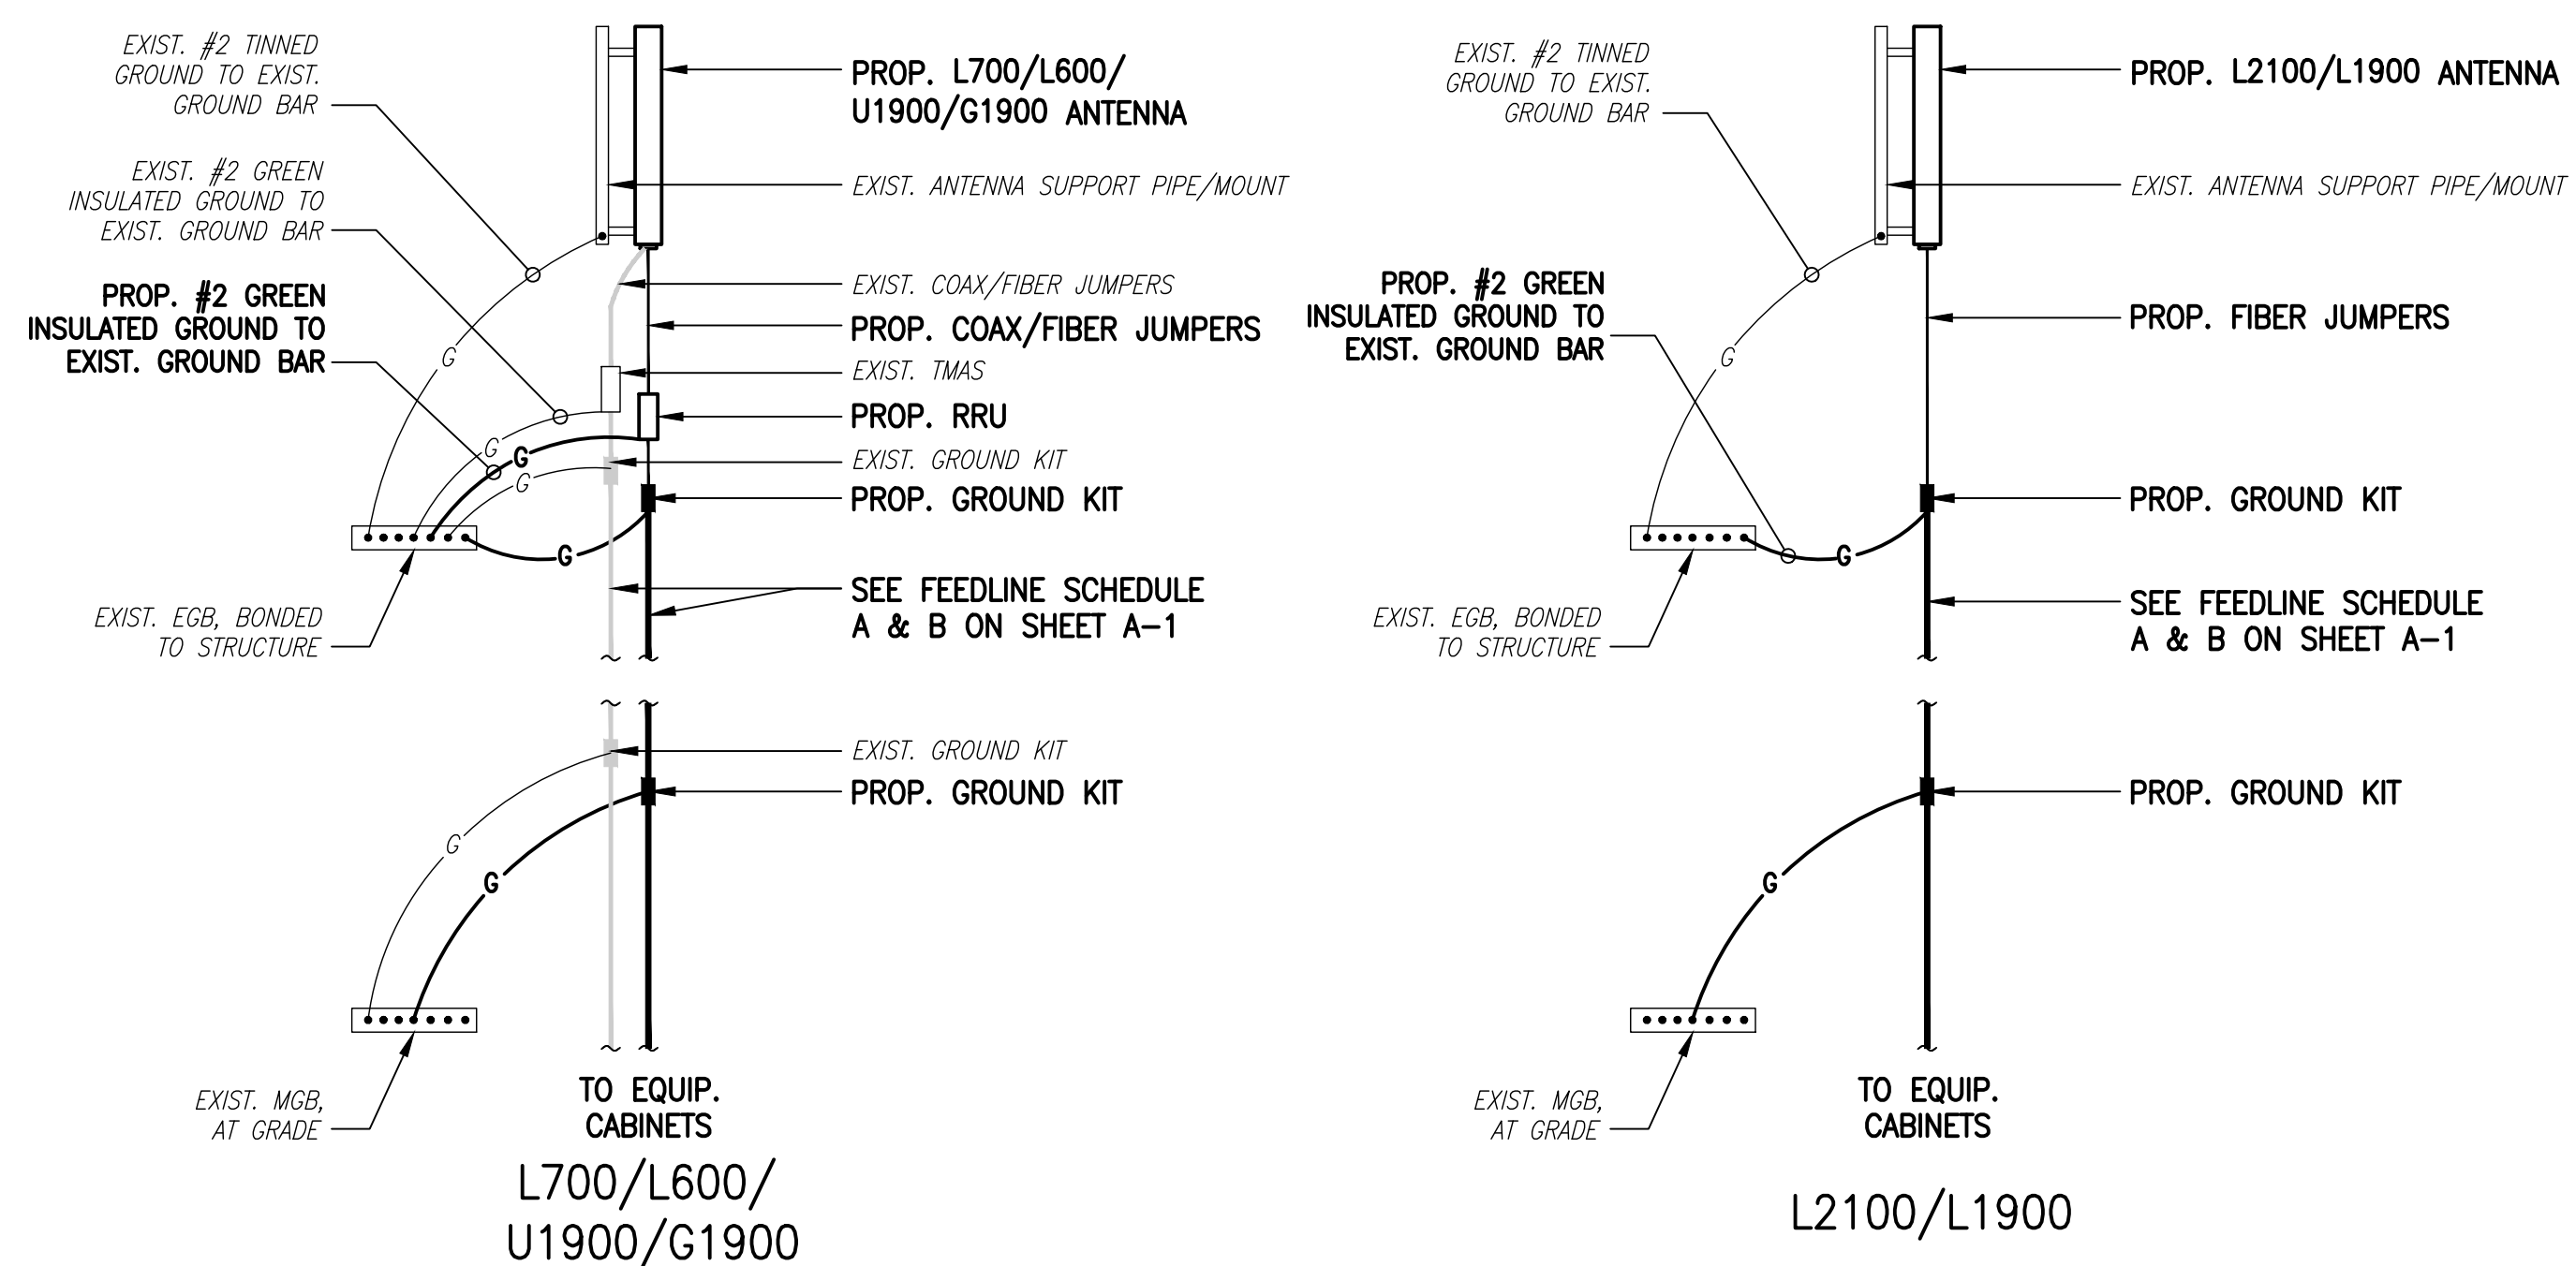 EXIST. #2 TINNED
GROUND TO EXIST.
GROUND BAR
EXIST. #2 GREEN
INSULATED GROUND TO
EXIST. GROUND BAR
PROP. #2 GREEN
INSULATED GROUND TO
EXIST. GROUND BAR
G
G
G
G
G
EXIST. EGB, BONDED
TO STRUCTURE
PROP. L700/L600/
U1900/G1900 ANTENNA
EXIST. ANTENNA SUPPORT PIPE/MOUNT
EXIST. COAX/FIBER JUMPERS
PROP. COAX/FIBER JUMPERS
EXIST. TMAS
PROP. RRU
EXIST. GROUND KIT
PROP. GROUND KIT
SEE FEEDLINE SCHEDULE
A & B ON SHEET A-1
EXIST. GROUND KIT
PROP. GROUND KIT
G
G
EXIST. MGB,
AT GRADE
TO EQUIP.
CABINETS
L700/L600/
U1900/G1900
EXIST. #2 TINNED
GROUND TO EXIST.
GROUND BAR
PROP. #2 GREEN
INSULATED GROUND TO
EXIST. GROUND BAR
G
G
EXIST. EGB, BONDED
TO STRUCTURE
PROP. L2100/L1900 ANTENNA
EXIST. ANTENNA SUPPORT PIPE/MOUNT
PROP. FIBER JUMPERS
PROP. GROUND KIT
SEE FEEDLINE SCHEDULE
A & B ON SHEET A-1
PROP. GROUND KIT
G
EXIST. MGB,
AT GRADE
TO EQUIP.
CABINETS
L2100/L1900